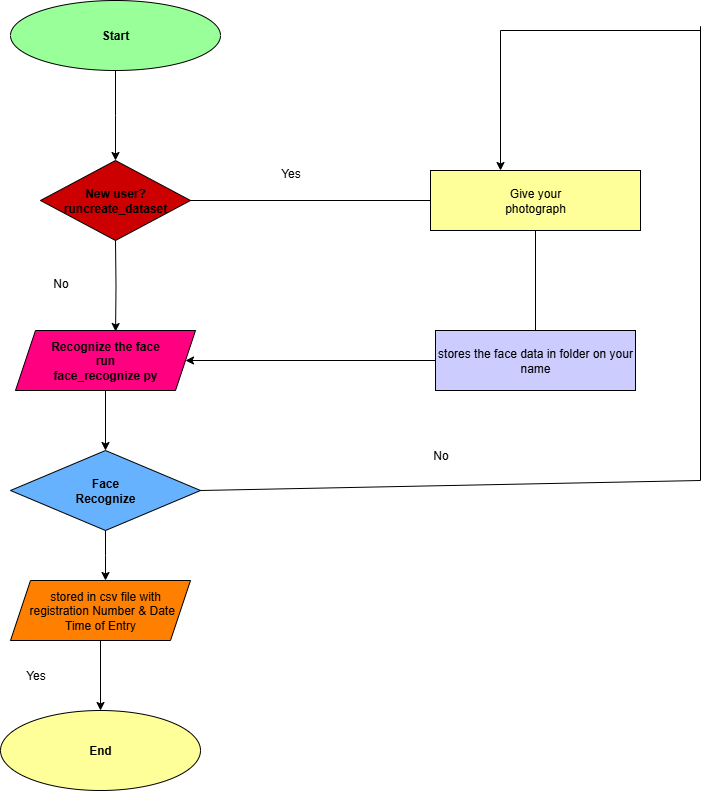 Start
New user?
runcreate_dataset
Yes
Give your
photograph
No
Recognize the face
run
face_recognize.py
stores the face data in folder on your
name
No
Face
Recognize
stored in csv file with
registration Number & Date
Time of Entry
Yes
End